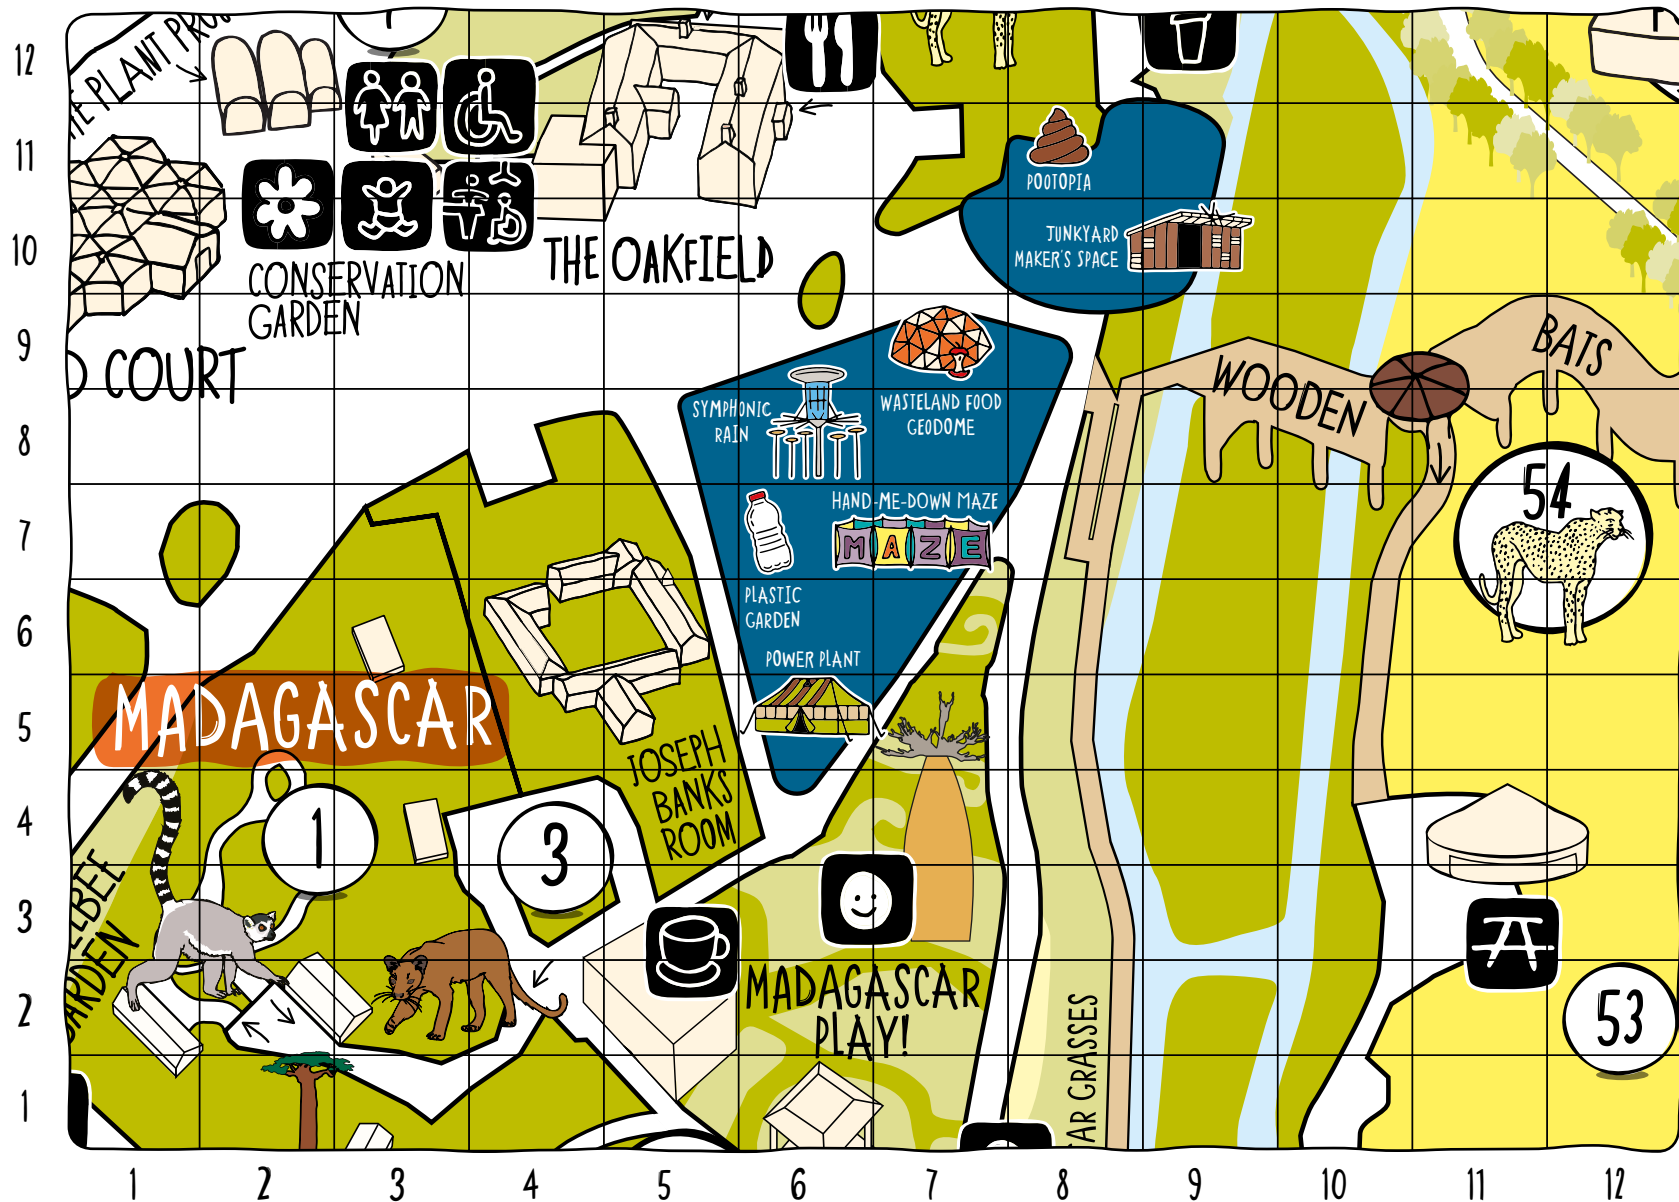 12
11
10
9
8
7
6
5
4
3
2
1
THE PLANT PRO
CONSERVATION
GARDEN
THE OAKFIELD
D COURT
POOTOPIA
JUNKYARD
MAKER'S SPACE
WOODEN
BATS
SYMPHONIC
RAIN
WASTELAND FOOD
GEODOME
HAND-ME-DOWN MAZE
MAZE
PLASTIC
GARDEN
POWER PLANT
54
MADAGASCAR
JOSEPH
BANKS
ROOM
1
3
ELBEE
GARDEN
MADAGASCAR
PLAY!
AR GRASSES
53
1 2 3 4 5 6 7 8 9 10 11 12